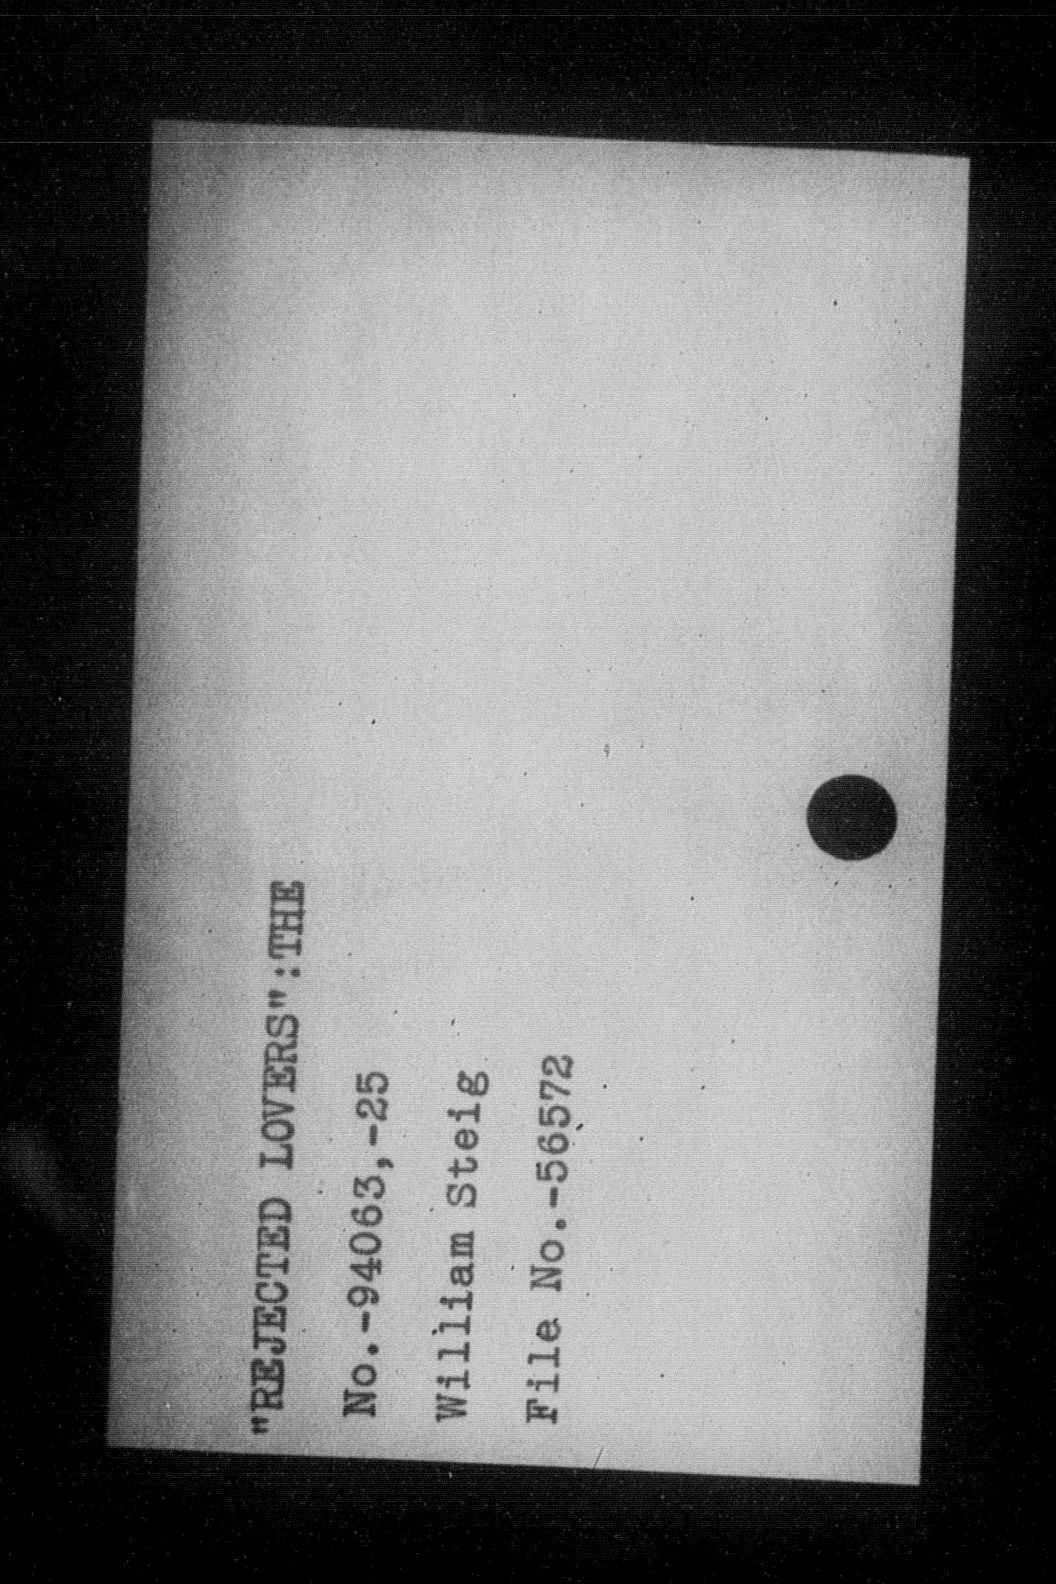 "REJECTED LOVERS":THE
No.-94063,-25
William Steig
File No.-56572